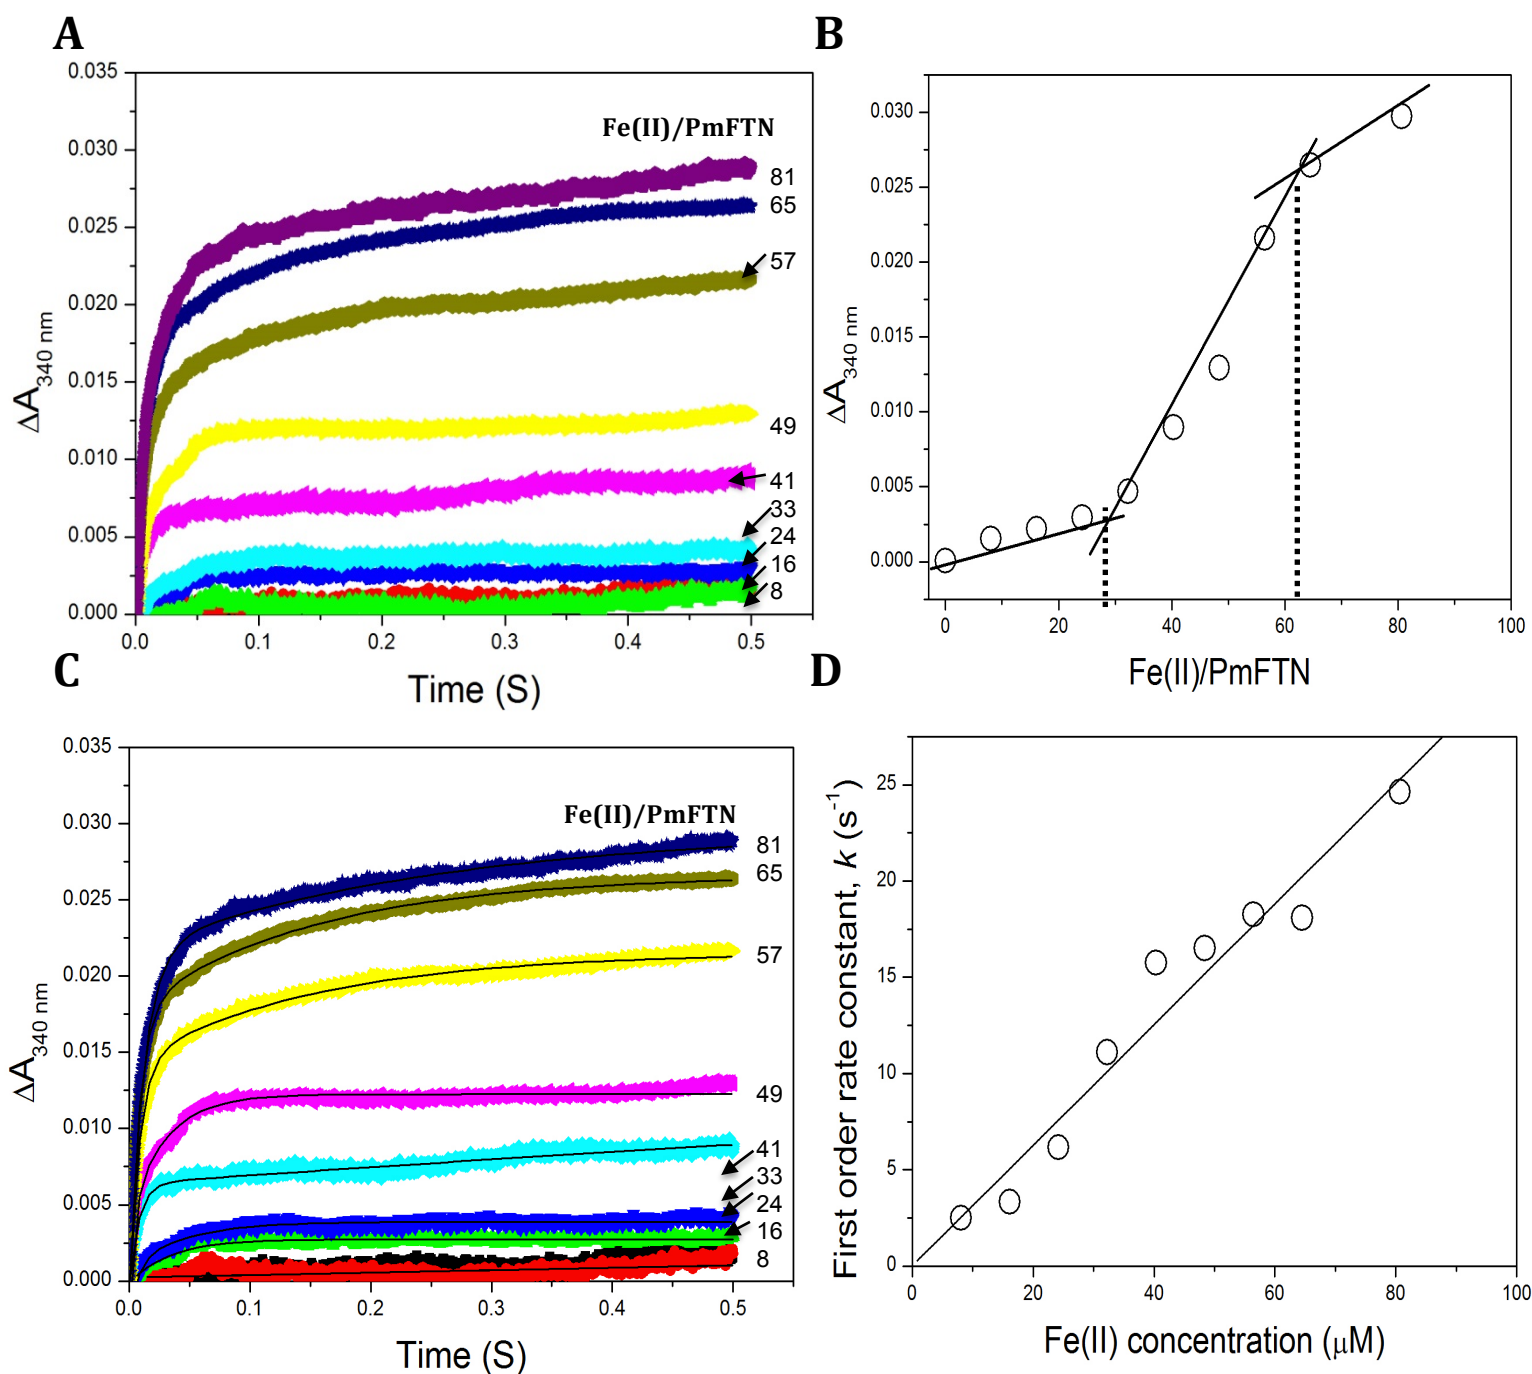 A
0.035
0.030
0.025
0.020
0.015
0.010
0.005
0.000
ΔA340 nm
Fe(II)/PmFTN
81
65
57
49
41
33
24
16
8
0.0 0.1 0.2 0.3 0.4 0.5
Time (S)
B
0.030
0.025
0.020
0.015
0.010
0.005
0.000
ΔA340 nm
0 20 40 60 80 100
Fe(II)/PmFTN
C
0.035
0.030
0.025
0.020
0.015
0.010
0.005
0.000
ΔA340 nm
Fe(II)/PmFTN
81
65
57
49
41
33
24
16
8
0.0 0.1 0.2 0.3 0.4 0.5
Time (S)
D
25
20
15
10
5
0
First order rate constant, k (s⁻¹)
0 20 40 60 80 100
Fe(II) concentration (μM)